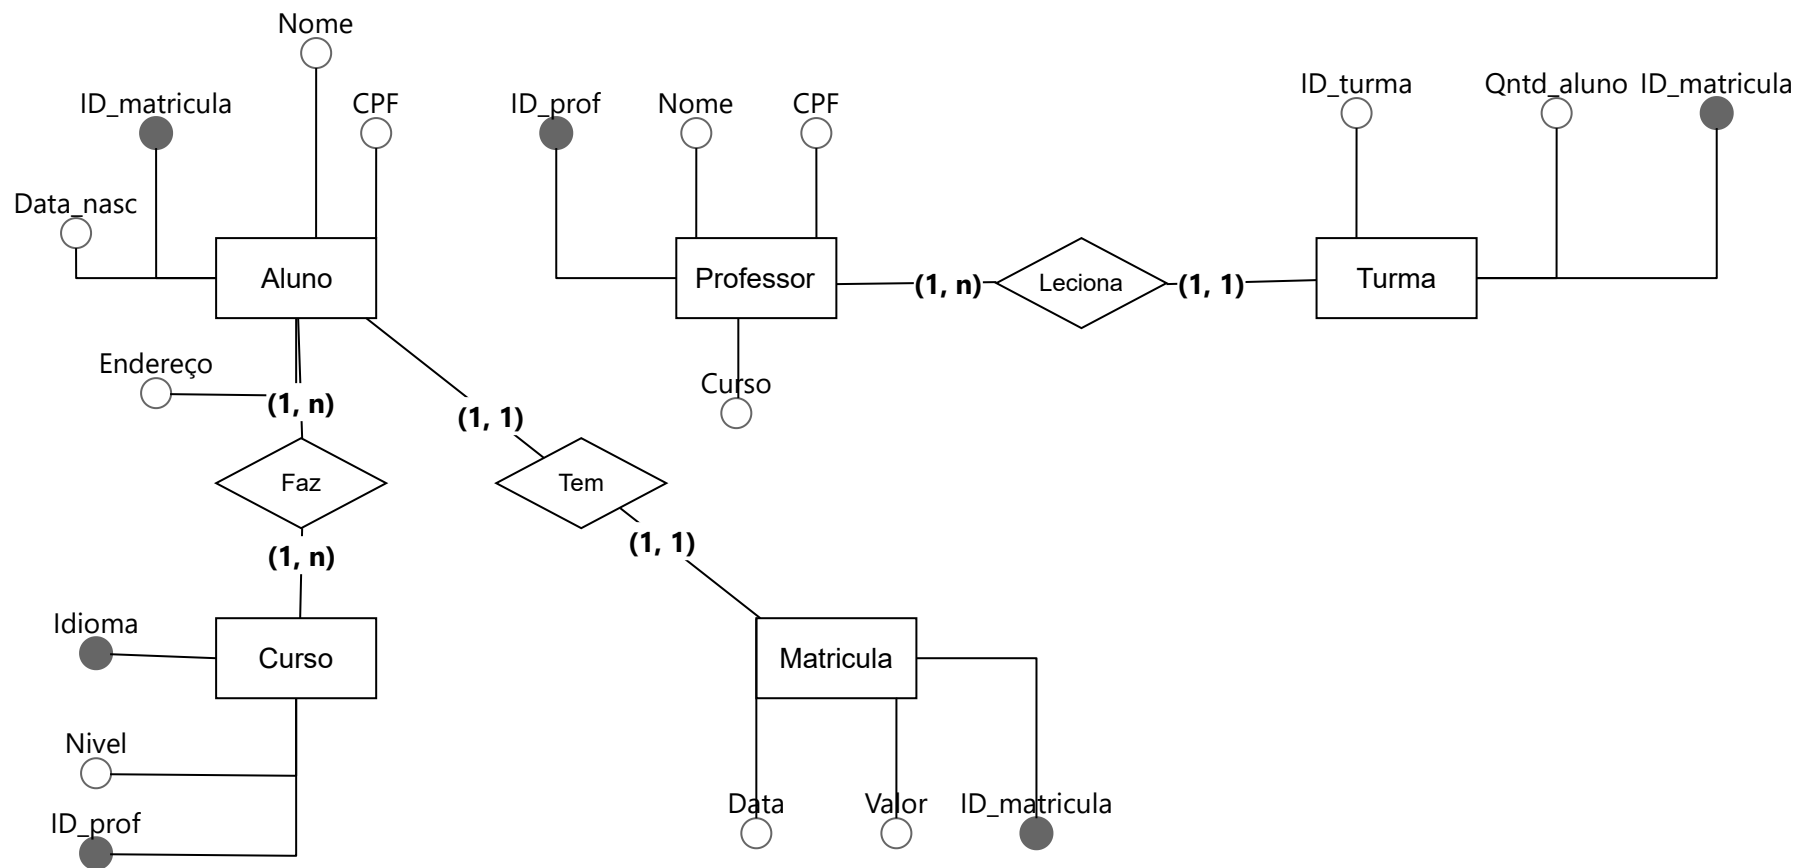 Nome
ID_matricula
CPF
Data_nasc
Aluno
Endereço
(1, n)
Faz
(1, n)
Idioma
Curso
Nivel
ID_prof
(1, 1)
Tem
(1, 1)
Matricula
Data
Valor
ID_matricula
ID_prof
Nome
CPF
Professor
Curso
(1, n)
Leciona
(1, 1)
ID_turma
Qntd_aluno
ID_matricula
Turma